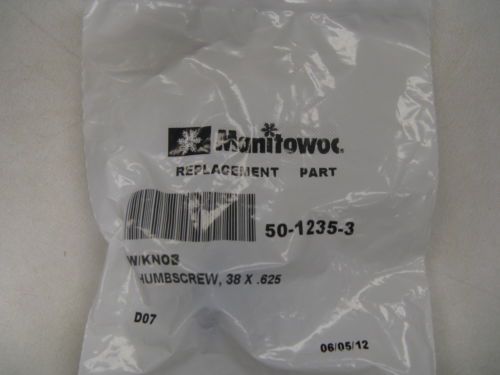 Manitowoc
REPLACEMENT PART
50-1235-3
W/KNOB
HUMBSCREW, 38 X .625
D07
06/05/12